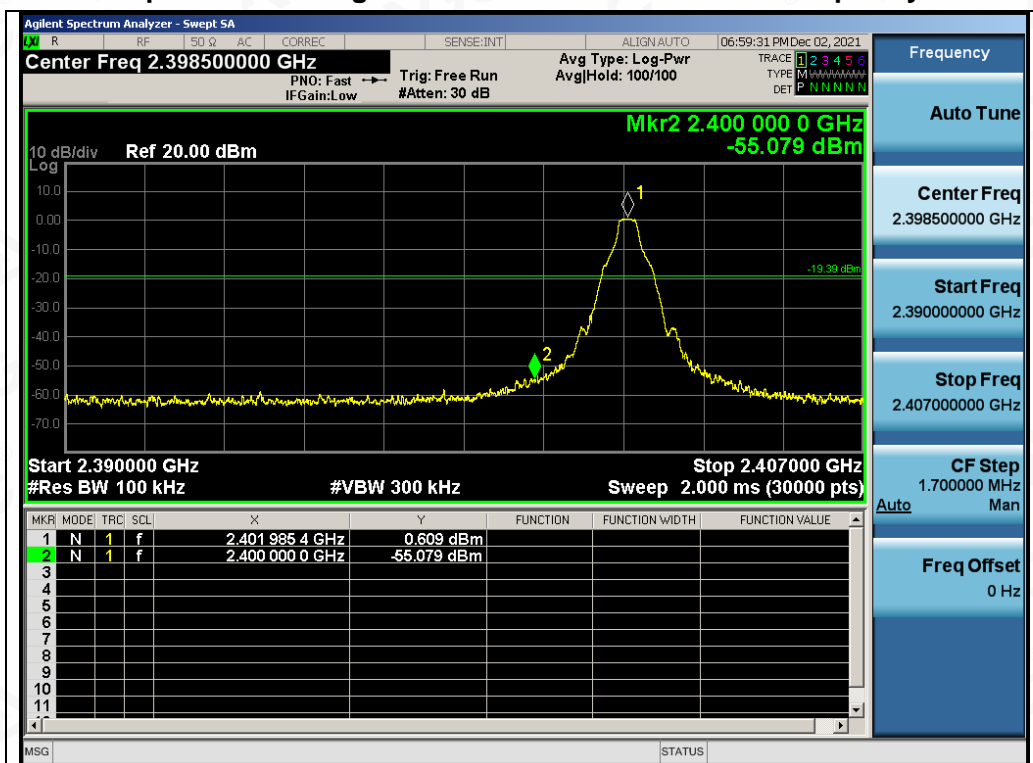 Agilent Spectrum Analyzer - Swept SA
LXI R RF 50 Ω AC CORREC SENSE:INT ALIGN AUTO 06:59:31 PM Dec 02, 2021
Center Freq 2.398500000 GHz
PNO: Fast
IFGain:Low
Trig: Free Run
#Atten: 30 dB
Avg Type: Log-Pwr
Avg|Hold: 100/100
TRACE 1 2 3 4 5 6
TYPE M
DET P N N N N N
Mkr2 2.400 000 0 GHz
-55.079 dBm
10 dB/div Ref 20.00 dBm
Log
10.0
0.00
-10.0
-20.0
-30.0
-40.0
-50.0
-60.0
-70.0
1
-19.39 dBm
2
Start 2.390000 GHz Stop 2.407000 GHz
#Res BW 100 kHz #VBW 300 kHz Sweep 2.000 ms (30000 pts)
MKR MODE TRC SCL X Y FUNCTION FUNCTION WIDTH FUNCTION VALUE
1 N 1 f 2.401 985 4 GHz 0.609 dBm
2 N 1 f 2.400 000 0 GHz -55.079 dBm
3
4
5
6
7
8
9
10
11
MSG STATUS
Frequency
Auto Tune
Center Freq
2.398500000 GHz
Start Freq
2.390000000 GHz
Stop Freq
2.407000000 GHz
CF Step
1.700000 MHz
Auto Man
Freq Offset
0 Hz